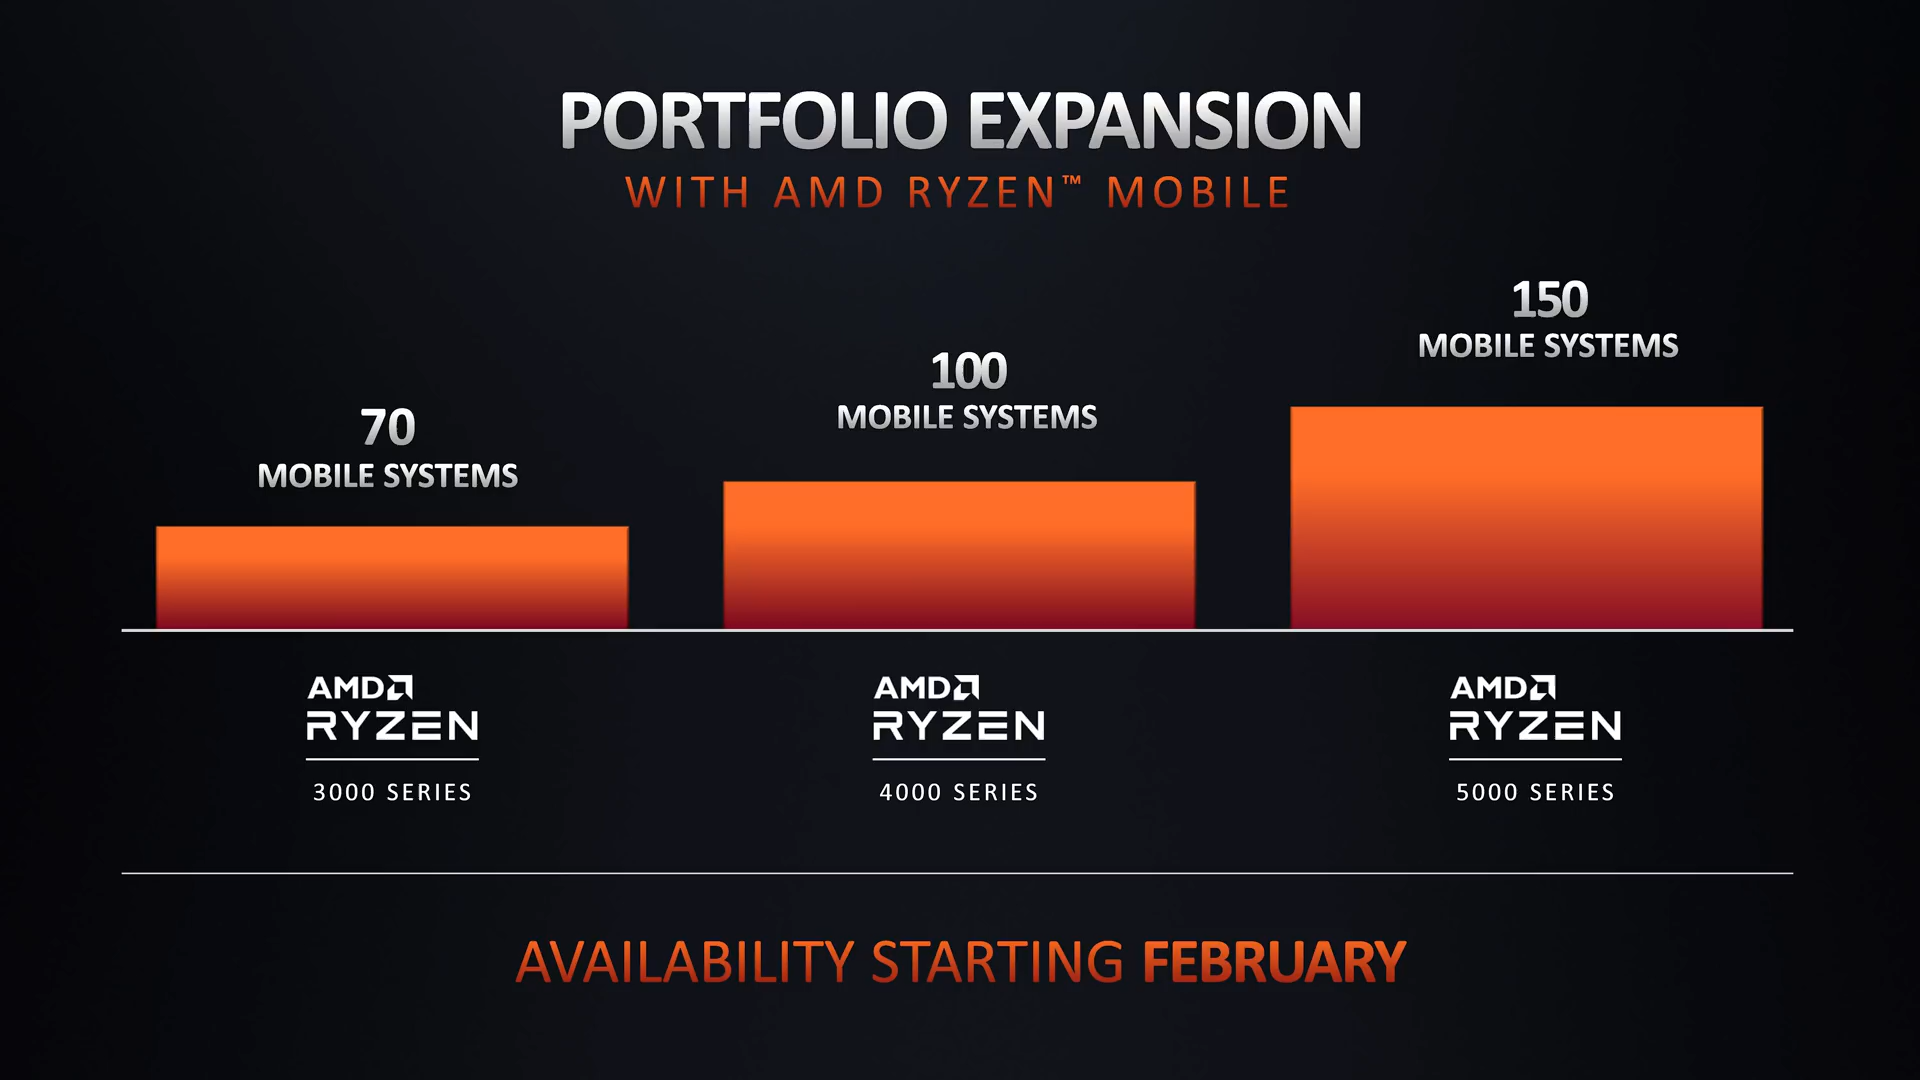 PORTFOLIO EXPANSION
WITH AMD RYZEN™ MOBILE
70
MOBILE SYSTEMS
100
MOBILE SYSTEMS
150
MOBILE SYSTEMS
AMD
RYZEN
3000 SERIES
AMD
RYZEN
4000 SERIES
AMD
RYZEN
5000 SERIES
AVAILABILITY STARTING FEBRUARY